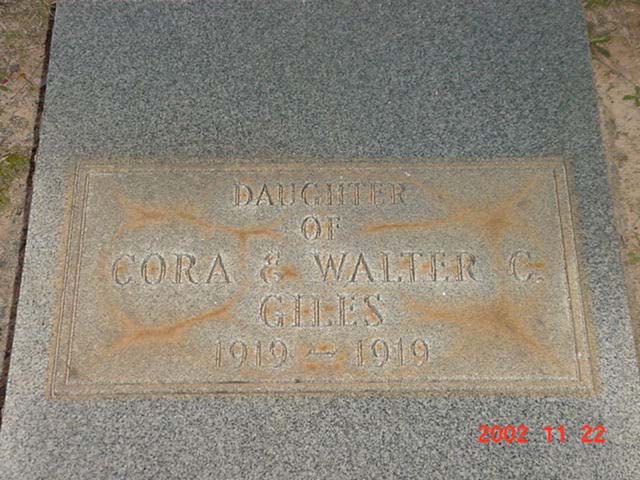 DAUGHTER
OF
CORA & WALTER C.
GILES
1919 – 1919
2002 11 22